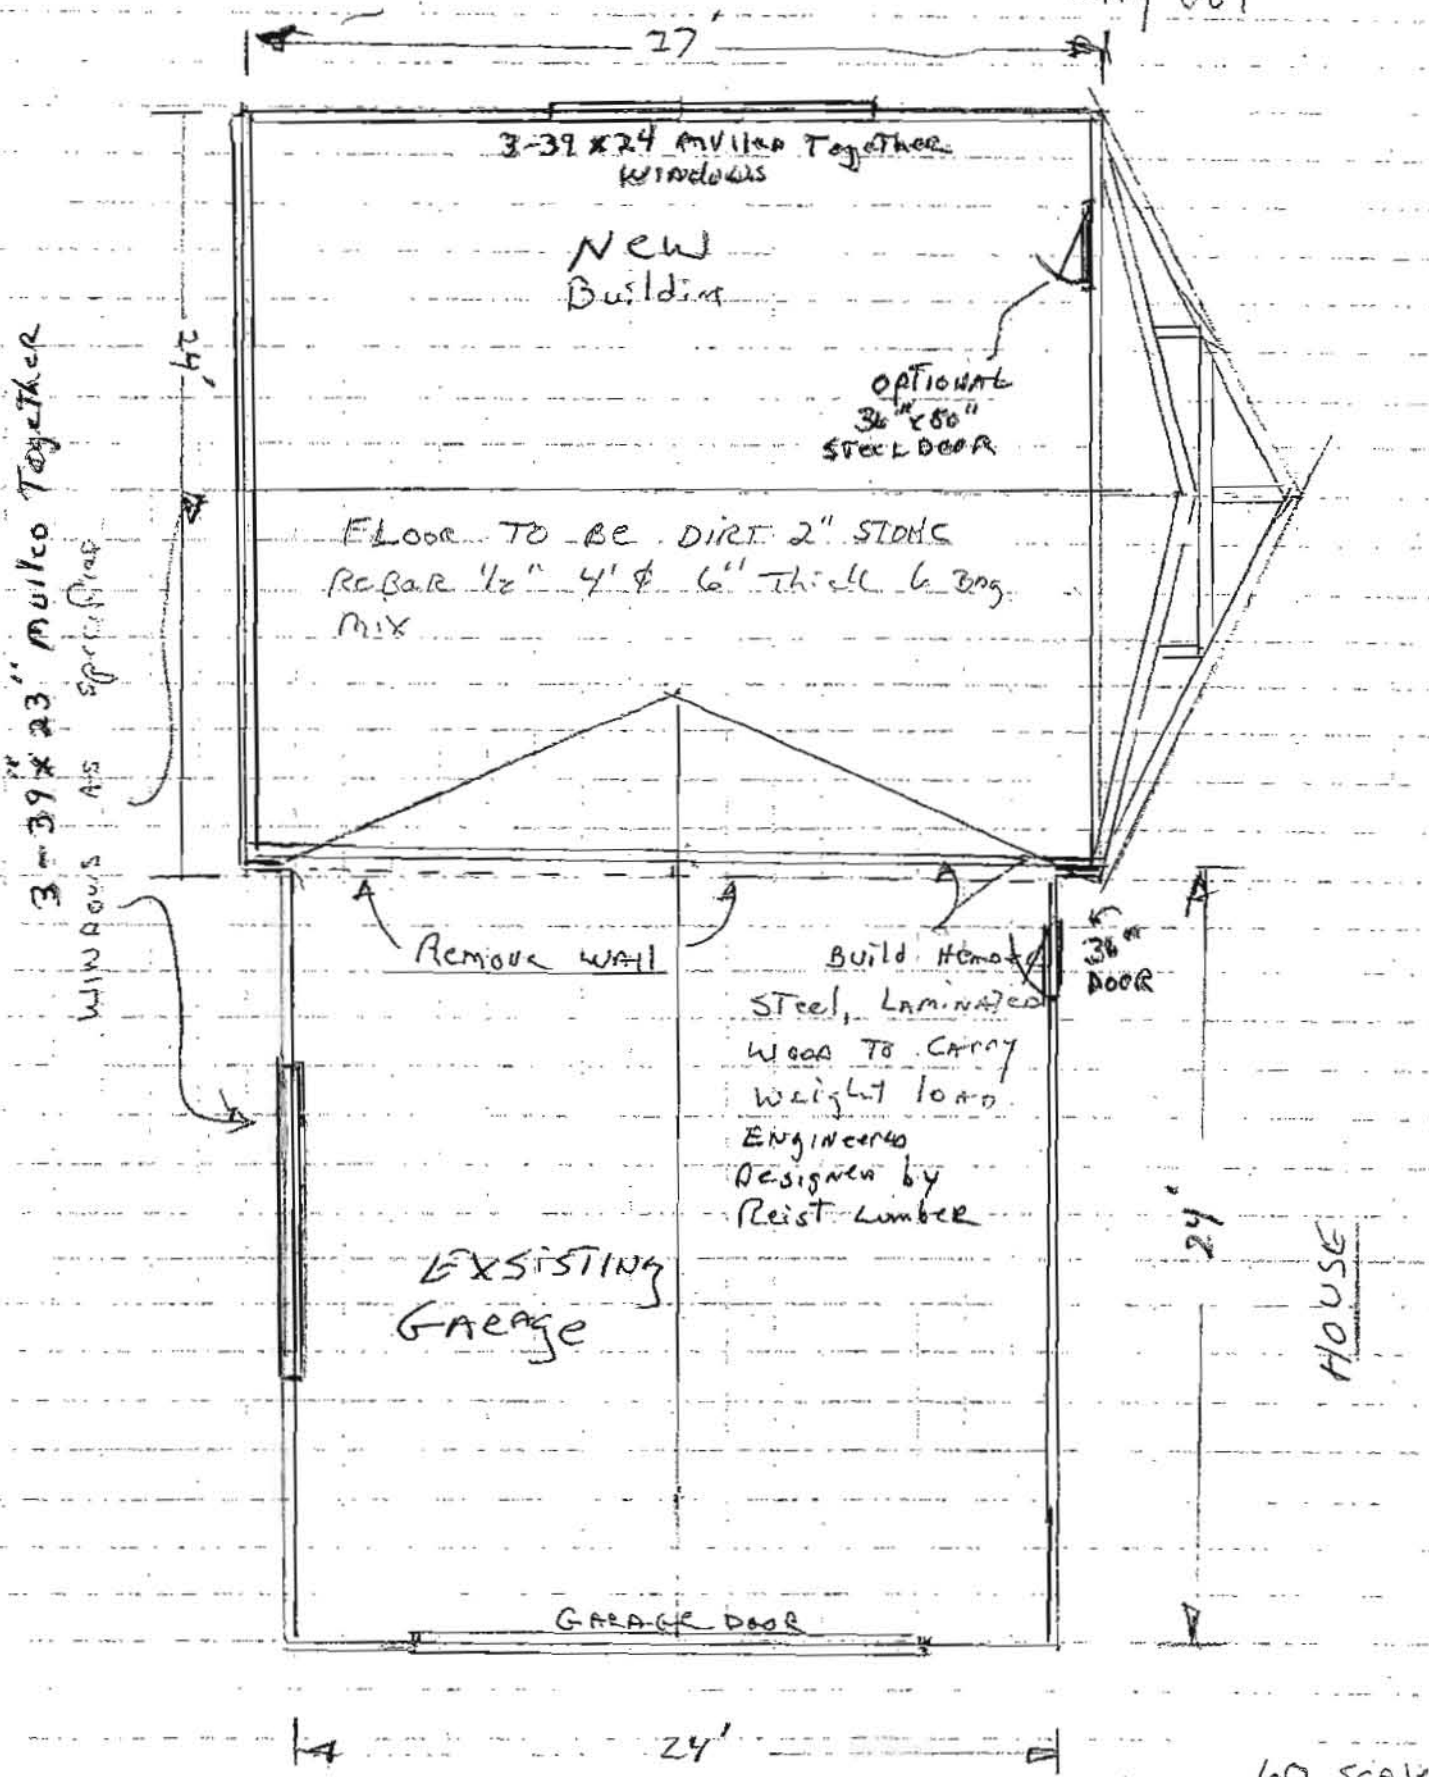 27'
3-39 x 24 Mulled Together
Windows
New
Building
24'
OPTIONAL
36" x 80"
STEEL DOOR
FLOOR TO BE DIRT 2" STONE
ReBaR 1/2" 4' ¢ 6" Thick 6 Bag
Mix
3-39" x 23" Mulled Together
WINDOWS AS specified
Remove WAll
36"
DOOR
Build
Steel, LAMINATED
WOOD TO CArry
Weight loAD
ENgiNeered
Designed by
Reist Lumber
24'
HOUSE
EXSiSTINg
GArage
GARAGE DOOR
24'